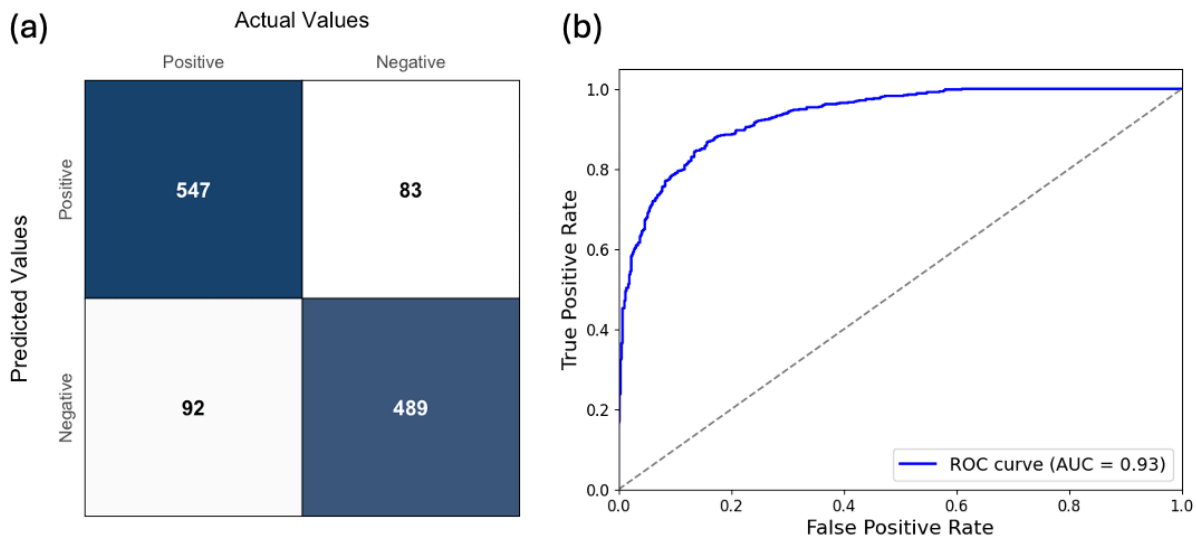 (a)
Actual Values
Positive Negative
Predicted Values
Positive
547 83
Negative
92 489
(b)
True Positive Rate
1.0
0.8
0.6
0.4
0.2
0.0
ROC curve (AUC = 0.93)
0.0 0.2 0.4 0.6 0.8 1.0
False Positive Rate